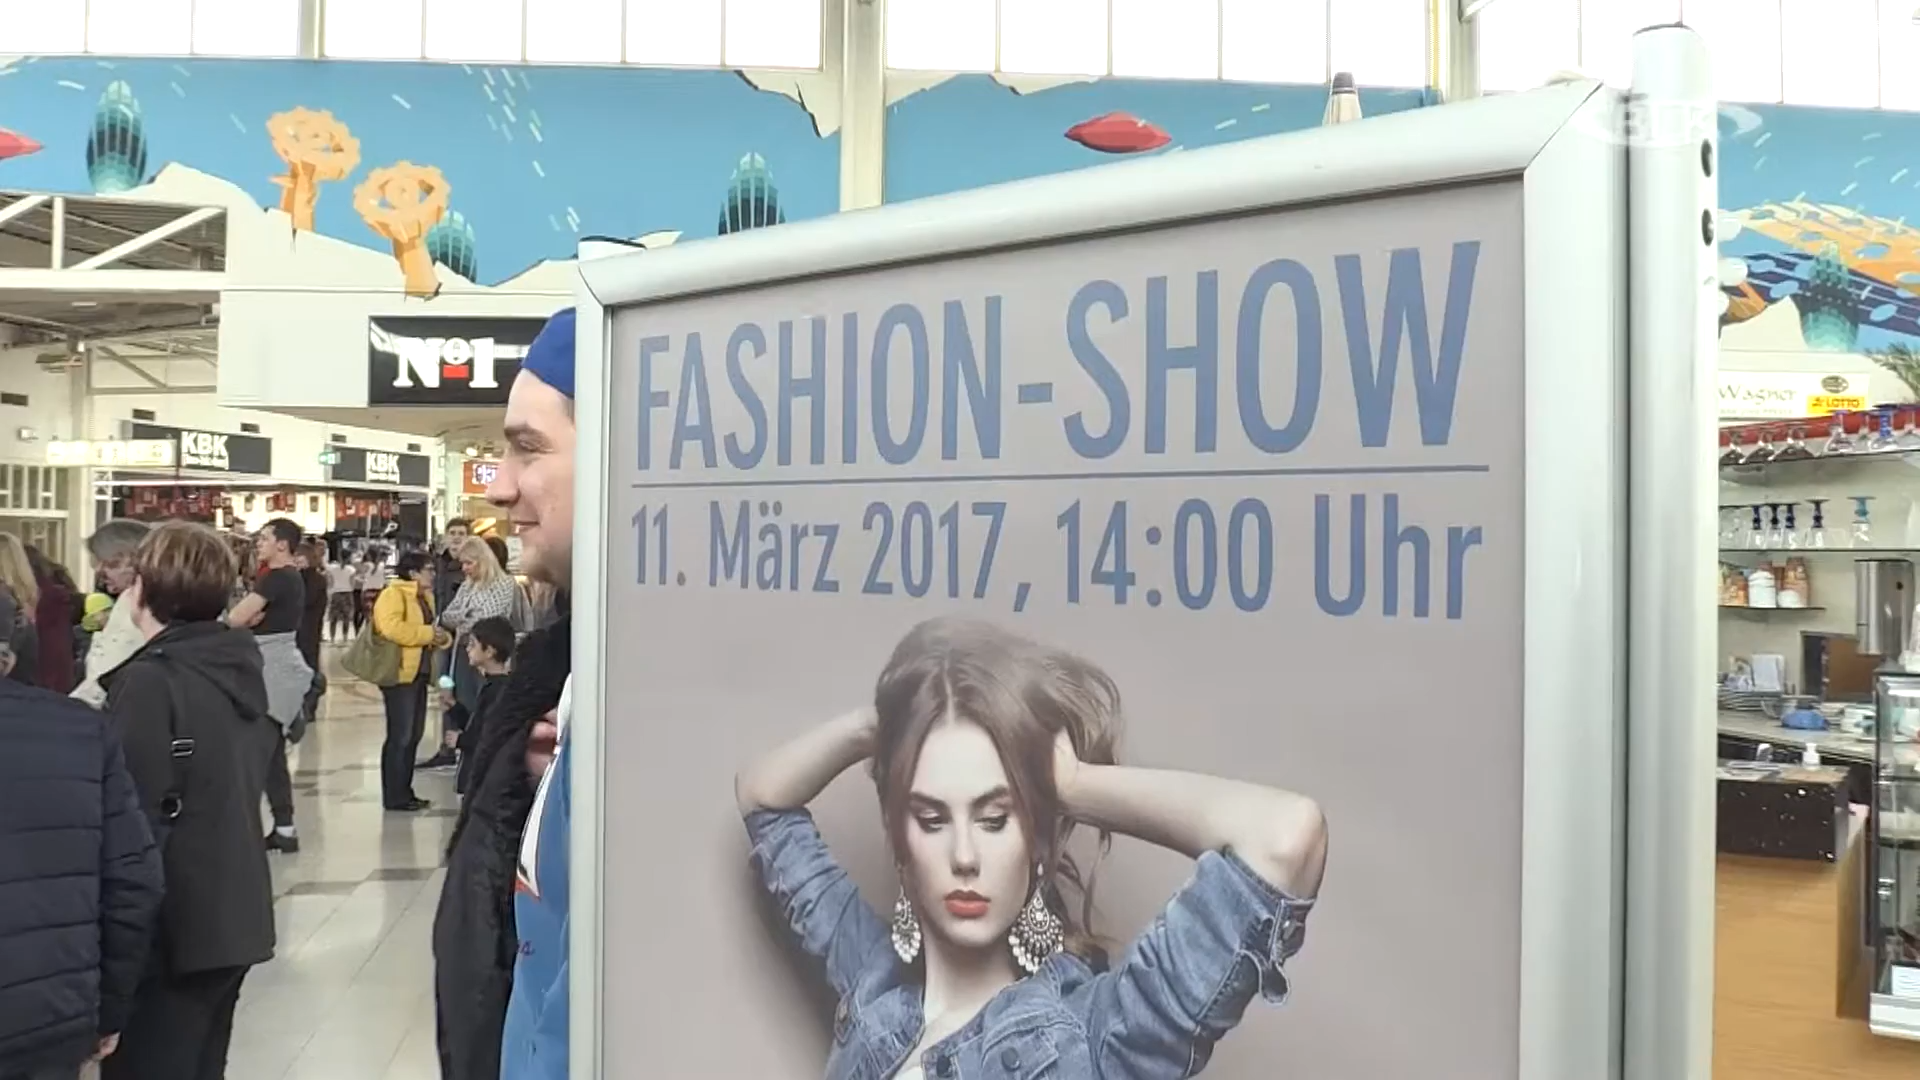 FASHION-SHOW
11. März 2017, 14:00 Uhr
No1
KBK
KBK
Wagner
LOTTO